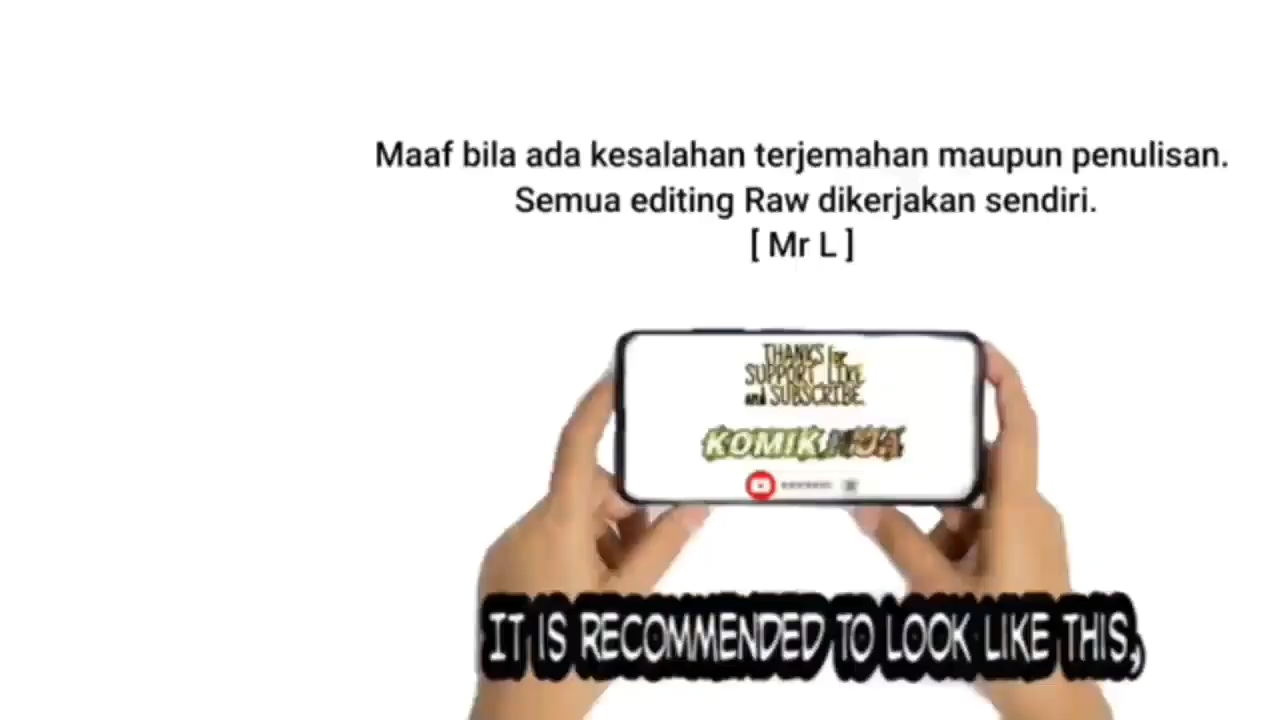 Maaf bila ada kesalahan terjemahan maupun penulisan.
Semua editing Raw dikerjakan sendiri.
[ Mr L ]
THANKS for
SUPPORT LIKE
and SUBSCRIBE.
KOMIK
IT IS RECOMMENDED TO LOOK LIKE THIS,